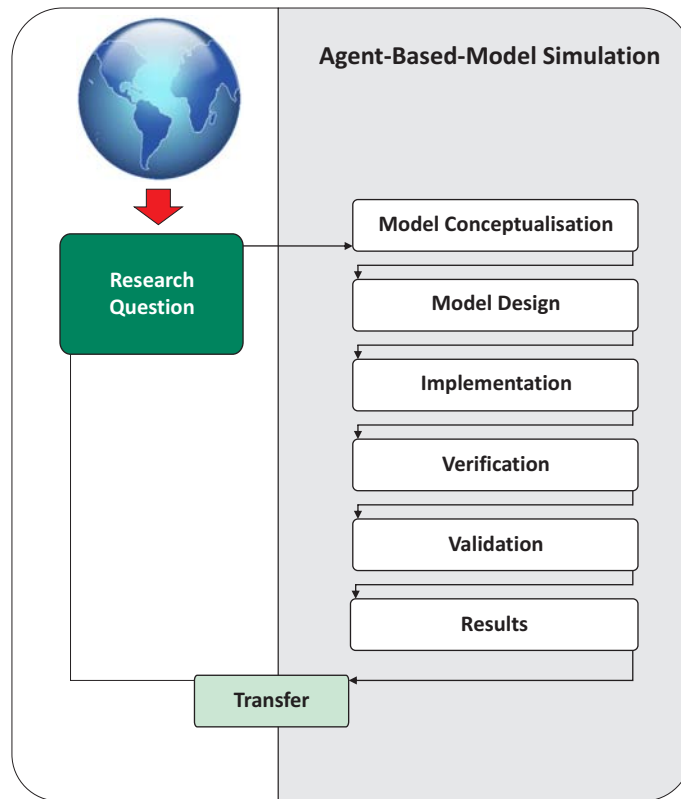 Agent-Based-Model Simulation
Research
Question
Model Conceptualisation
Model Design
Implementation
Verification
Validation
Results
Transfer